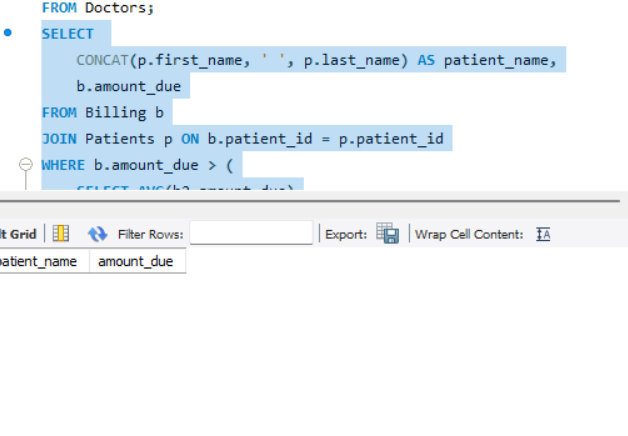 FROM Doctors;
SELECT
CONCAT(p.first_name, ' ', p.last_name) AS patient_name,
b.amount_due
FROM Billing b
JOIN Patients p ON b.patient_id = p.patient_id
WHERE b.amount_due > (
SELECT AVG(b2.amount_due)
lt Grid Filter Rows: Export: Wrap Cell Content:
patient_name amount_due